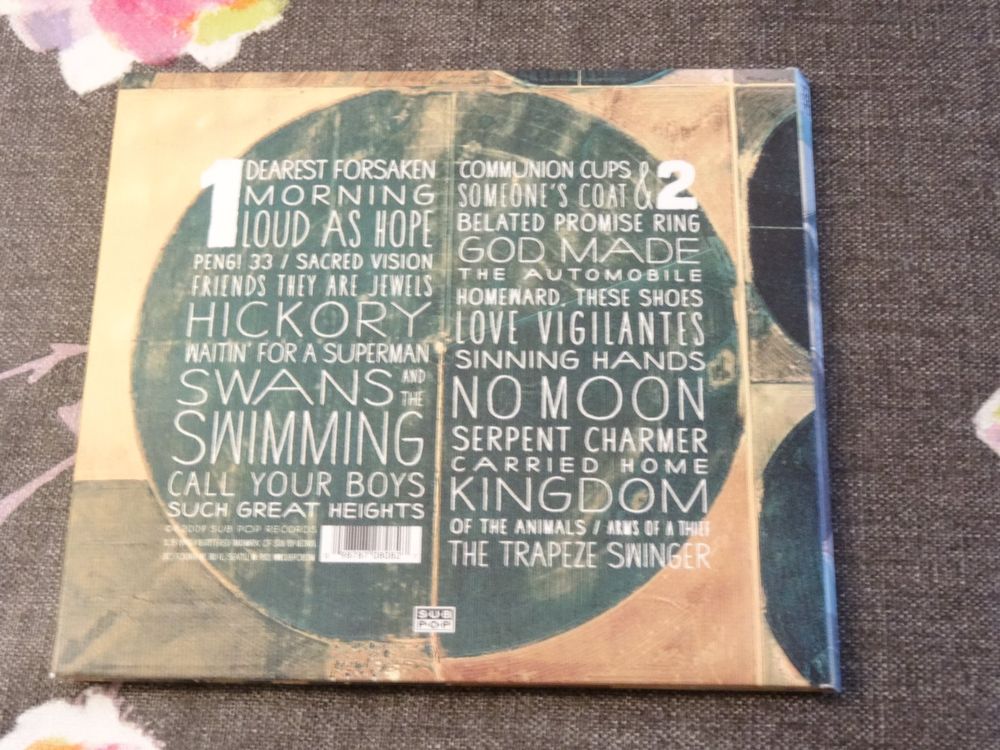 1 DEAREST FORSAKEN
MORNING
LOUD AS HOPE
PENG! 33 / SACRED VISION
FRIENDS THEY ARE JEWELS
HICKORY
WAITIN' FOR A SUPERMAN
SWANS AND THE
SWIMMING
CALL YOUR BOYS
SUCH GREAT HEIGHTS
2009 SUB POP RECORDS
COMMUNION CUPS &
SOMEONE'S COAT & 2
BELATED PROMISE RING
GOD MADE
THE AUTOMOBILE
HOMEWARD, THESE SHOES
LOVE VIGILANTES
SINNING HANDS
NO MOON
SERPENT CHARMER
CARRIED HOME
KINGDOM
OF THE ANIMALS / ARMS OF A THIEF
THE TRAPEZE SWINGER
SUB
POP